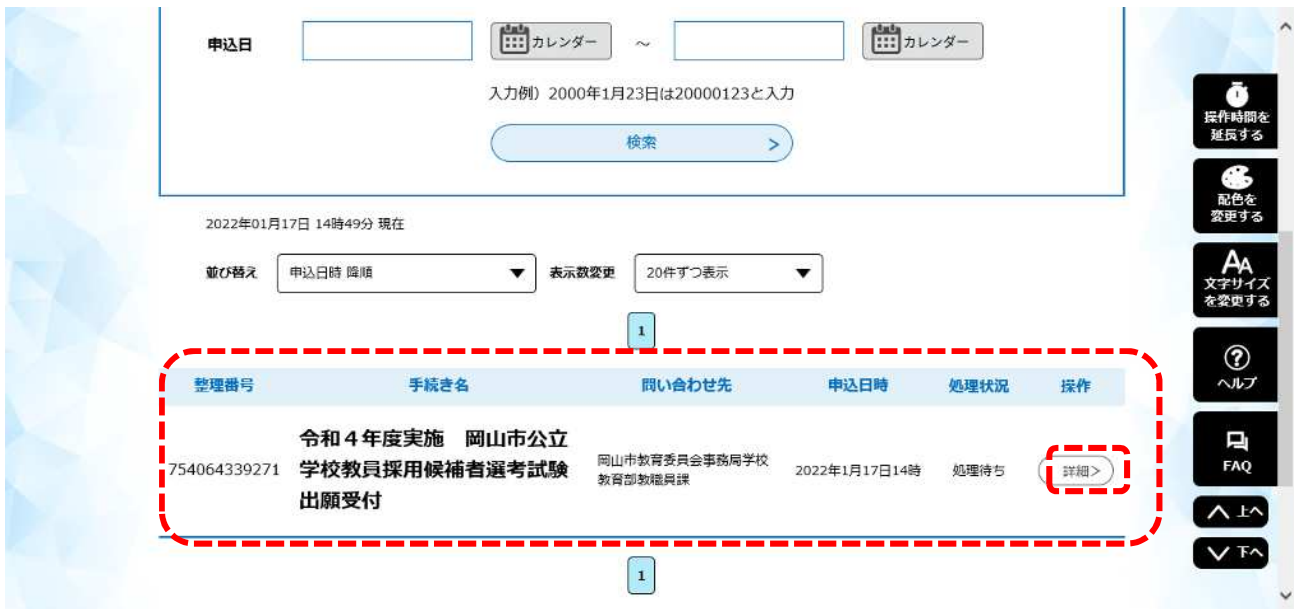 申込日
カレンダー
～
カレンダー
入力例）2000年1月23日は20000123と入力
検索 >
2022年01月17日 14時49分 現在
並び替え 申込日時 降順 ▼ 表示数変更 20件ずつ表示 ▼
1
整理番号 手続き名 問い合わせ先 申込日時 処理状況 操作
754064339271
令和４年度実施　岡山市公立
学校教員採用候補者選考試験
出願受付
岡山市教育委員会事務局学校
教育部教職員課
2022年1月17日14時
処理待ち
詳細>
1
操作時間を
延長する
配色を
変更する
AA
文字サイズ
を変更する
?
ヘルプ
FAQ
上へ
下へ